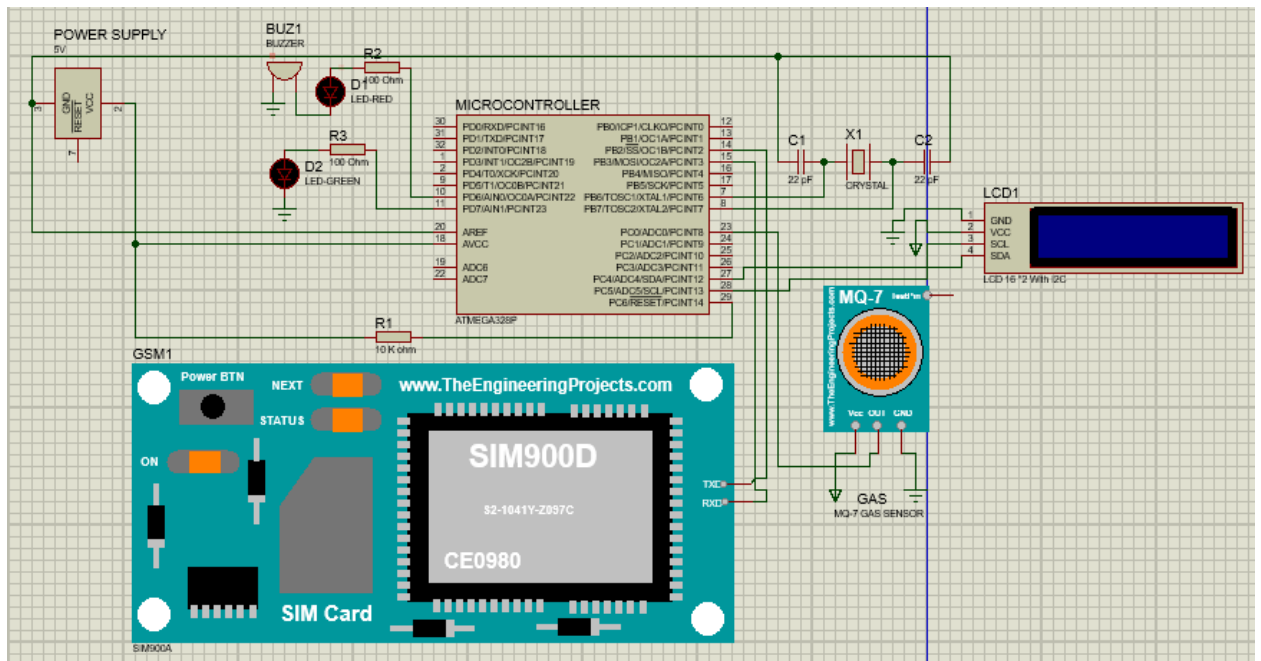 POWER SUPPLY
5V
GND
RESET
VCC
3
2
7
BUZ1
BUZZER
R2
100 Ohm
D1
LED-RED
R3
100 Ohm
D2
LED-GREEN
MICROCONTROLLER
30 PD0/RXD/PCINT16
31 PD1/TXD/PCINT17
32 PD2/INT0/PCINT18
1 PD3/INT1/OC2B/PCINT19
2 PD4/T0/XCK/PCINT20
9 PD5/T1/OC0B/PCINT21
10 PD6/AIN0/OC0A/PCINT22
11 PD7/AIN1/PCINT23
20 AREF
18 AVCC
19 ADC6
22 ADC7
PB0/ICP1/CLKO/PCINT0 12
PB1/OC1A/PCINT1 13
PB2/SS/OC1B/PCINT2 14
PB3/MOSI/OC2A/PCINT3 15
PB4/MISO/PCINT4 16
PB5/SCK/PCINT5 17
PB6/TOSC1/XTAL1/PCINT6 7
PB7/TOSC2/XTAL2/PCINT7 8
PC0/ADC0/PCINT8 23
PC1/ADC1/PCINT9 24
PC2/ADC2/PCINT10 25
PC3/ADC3/PCINT11 26
PC4/ADC4/SDA/PCINT12 27
PC5/ADC5/SCL/PCINT13 28
PC6/RESET/PCINT14 29
ATMEGA328P
C1
22 pF
X1
CRYSTAL
C2
22 pF
LCD1
1 GND
2 VCC
3 SCL
4 SDA
LCD 16 *2 With I2C
R1
10 K ohm
MQ-7
www.TheEngineeringProjects.com
Vcc OUT GND
GAS
MQ-7 GAS SENSOR
GSM1
Power BTN
NEXT
STATUS
ON
www.TheEngineeringProjects.com
SIM900D
S2-1041Y-Z097C
CE0980
TXD
RXD
SIM Card
SIM900A